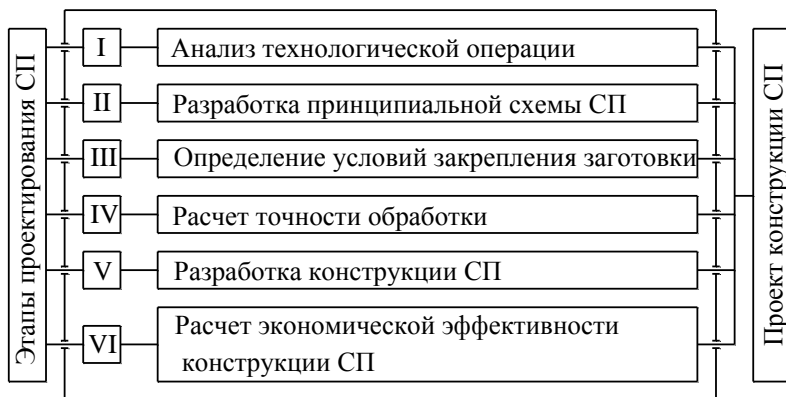 Этапы проектирования СП
I
Анализ технологической операции
II
Разработка принципиальной схемы СП
III
Определение условий закрепления заготовки
IV
Расчет точности обработки
V
Разработка конструкции СП
VI
Расчет экономической эффективности
конструкции СП
Проект конструкции СП